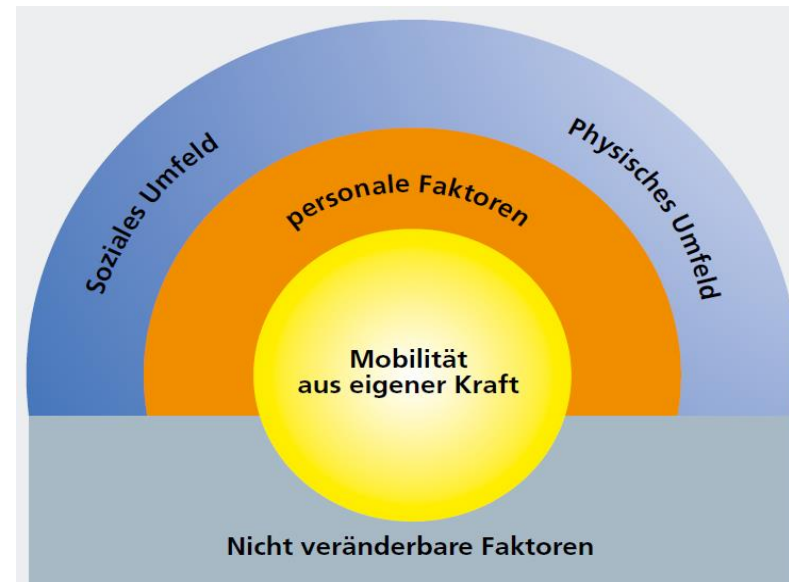 Soziales Umfeld
Physisches Umfeld
personale Faktoren
Mobilität
aus eigener Kraft
Nicht veränderbare Faktoren